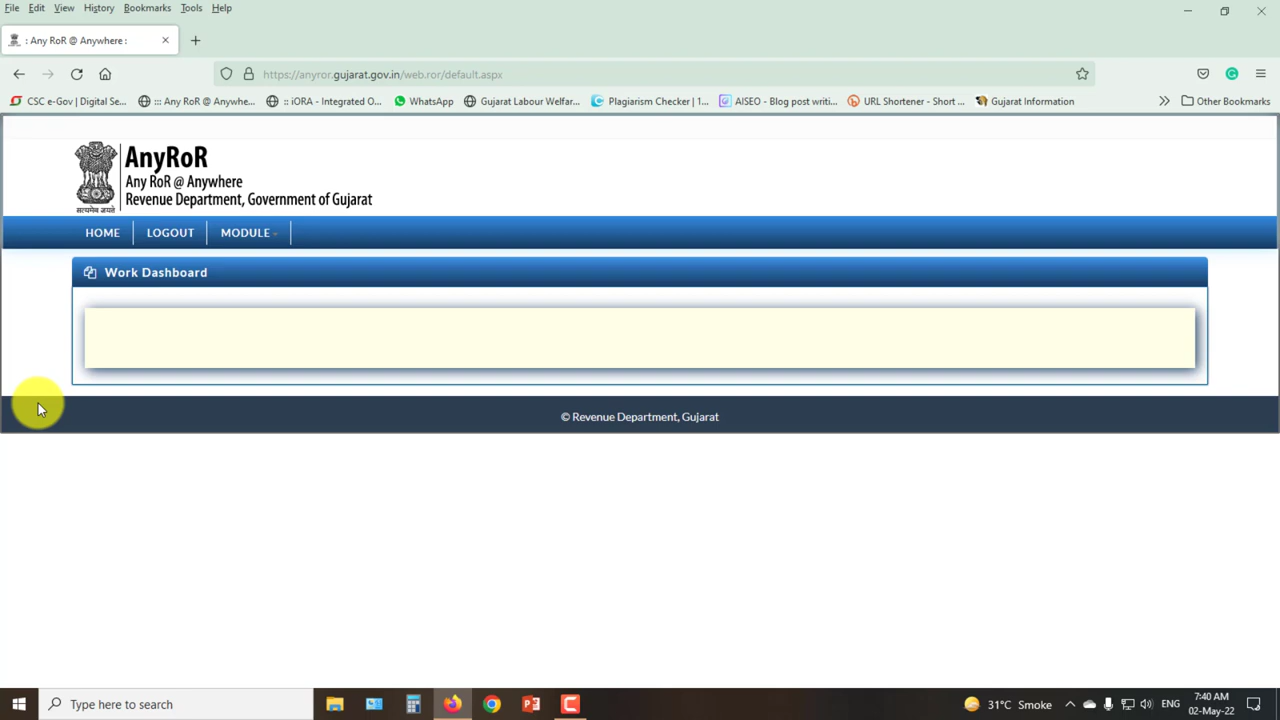 File Edit View History Bookmarks Tools Help
: Any RoR @ Anywhere :
https://anyror.gujarat.gov.in/web.ror/default.aspx
CSC e-Gov | Digital Se... ::: Any RoR @ Anywhe... :: iORA - Integrated O... WhatsApp Gujarat Labour Welfar... Plagiarism Checker | 1... AISEO - Blog post writi... URL Shortener - Short ... Gujarat Information Other Bookmarks
AnyRoR
Any RoR @ Anywhere
Revenue Department, Government of Gujarat
सत्यमेव जयते
HOME LOGOUT MODULE
Work Dashboard
© Revenue Department, Gujarat
Type here to search
31°C Smoke
ENG
7:40 AM
02-May-22